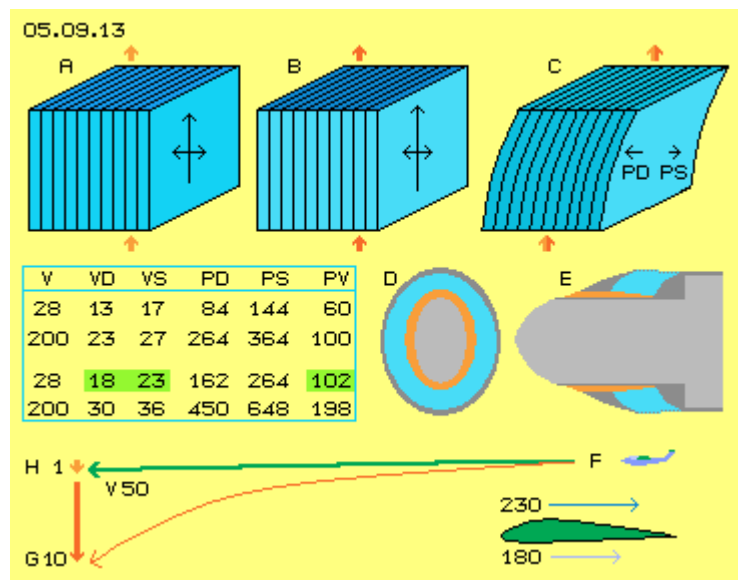 05.09.13
A B C
PD PS
V VD VS PD PS PV
28 13 17 84 144 60
200 23 27 264 364 100
28 18 23 162 264 102
200 30 36 450 648 198
D E
H 1 F
V50
230
G10 180